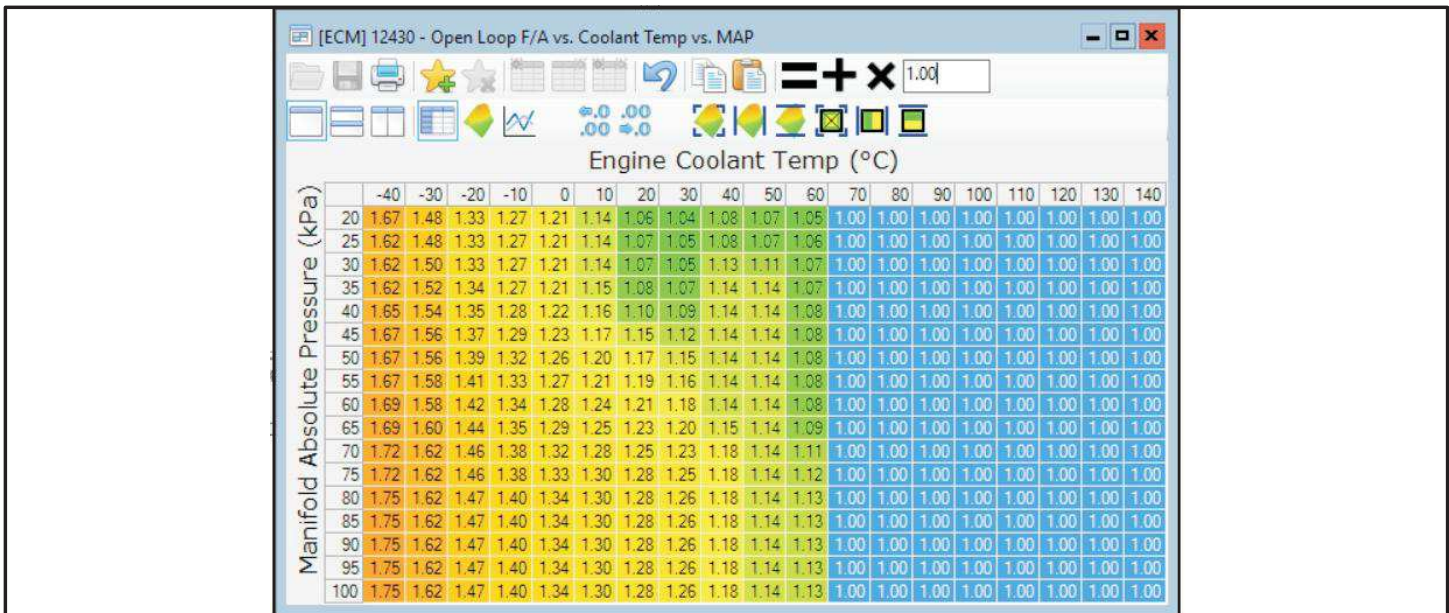 [ECM] 12430 - Open Loop F/A vs. Coolant Temp vs. MAP
1.00
Engine Coolant Temp (°C)
Manifold Absolute Pressure (kPa)
-40 -30 -20 -10 0 10 20 30 40 50 60 70 80 90 100 110 120 130 140
20 1.67 1.48 1.33 1.27 1.21 1.14 1.06 1.04 1.08 1.07 1.05 1.00 1.00 1.00 1.00 1.00 1.00 1.00 1.00
25 1.62 1.48 1.33 1.27 1.21 1.14 1.07 1.05 1.08 1.07 1.06 1.00 1.00 1.00 1.00 1.00 1.00 1.00 1.00
30 1.62 1.50 1.33 1.27 1.21 1.14 1.07 1.05 1.13 1.11 1.07 1.00 1.00 1.00 1.00 1.00 1.00 1.00 1.00
35 1.62 1.52 1.34 1.27 1.21 1.15 1.08 1.07 1.14 1.14 1.07 1.00 1.00 1.00 1.00 1.00 1.00 1.00 1.00
40 1.65 1.54 1.35 1.28 1.22 1.16 1.10 1.09 1.14 1.14 1.08 1.00 1.00 1.00 1.00 1.00 1.00 1.00 1.00
45 1.67 1.56 1.37 1.29 1.23 1.17 1.15 1.12 1.14 1.14 1.08 1.00 1.00 1.00 1.00 1.00 1.00 1.00 1.00
50 1.67 1.56 1.39 1.32 1.26 1.20 1.17 1.15 1.14 1.14 1.08 1.00 1.00 1.00 1.00 1.00 1.00 1.00 1.00
55 1.67 1.58 1.41 1.33 1.27 1.21 1.19 1.16 1.14 1.14 1.08 1.00 1.00 1.00 1.00 1.00 1.00 1.00 1.00
60 1.69 1.58 1.42 1.34 1.28 1.24 1.21 1.18 1.14 1.14 1.08 1.00 1.00 1.00 1.00 1.00 1.00 1.00 1.00
65 1.69 1.60 1.44 1.35 1.29 1.25 1.23 1.20 1.15 1.14 1.09 1.00 1.00 1.00 1.00 1.00 1.00 1.00 1.00
70 1.72 1.62 1.46 1.38 1.32 1.28 1.25 1.23 1.18 1.14 1.11 1.00 1.00 1.00 1.00 1.00 1.00 1.00 1.00
75 1.72 1.62 1.46 1.38 1.33 1.30 1.28 1.25 1.18 1.14 1.12 1.00 1.00 1.00 1.00 1.00 1.00 1.00 1.00
80 1.75 1.62 1.47 1.40 1.34 1.30 1.28 1.26 1.18 1.14 1.13 1.00 1.00 1.00 1.00 1.00 1.00 1.00 1.00
85 1.75 1.62 1.47 1.40 1.34 1.30 1.28 1.26 1.18 1.14 1.13 1.00 1.00 1.00 1.00 1.00 1.00 1.00 1.00
90 1.75 1.62 1.47 1.40 1.34 1.30 1.28 1.26 1.18 1.14 1.13 1.00 1.00 1.00 1.00 1.00 1.00 1.00 1.00
95 1.75 1.62 1.47 1.40 1.34 1.30 1.28 1.26 1.18 1.14 1.13 1.00 1.00 1.00 1.00 1.00 1.00 1.00 1.00
100 1.75 1.62 1.47 1.40 1.34 1.30 1.28 1.26 1.18 1.14 1.13 1.00 1.00 1.00 1.00 1.00 1.00 1.00 1.00